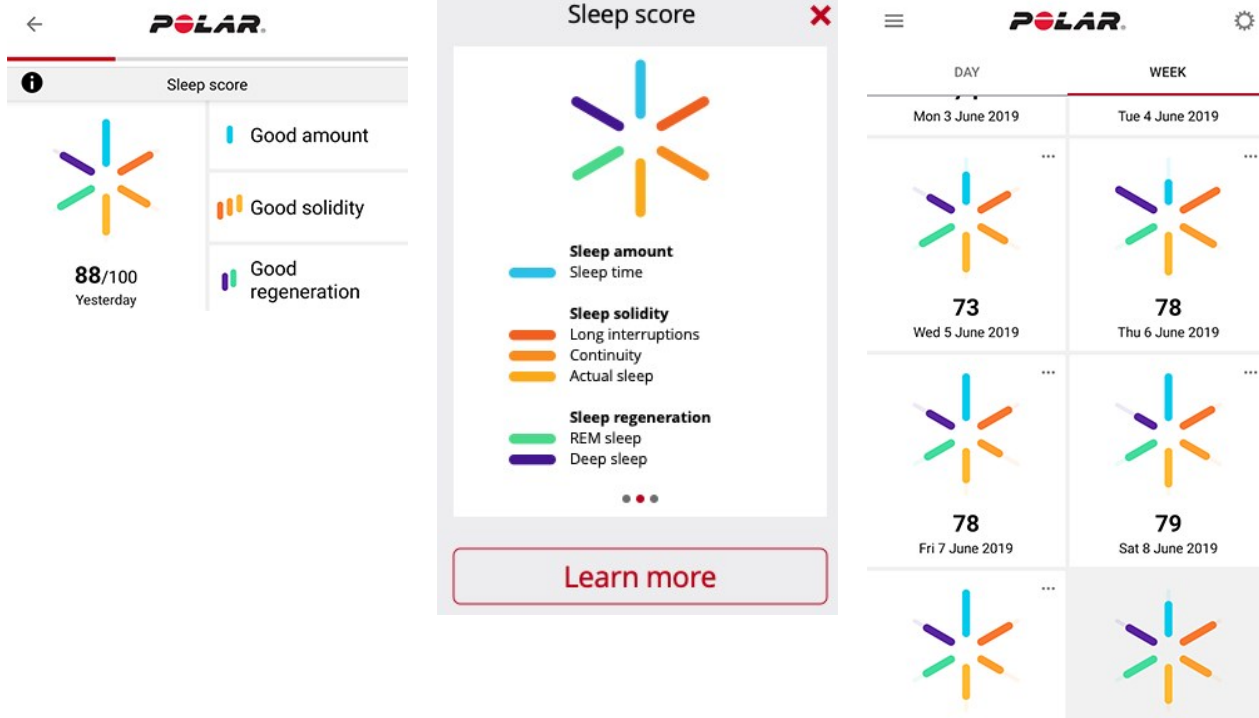 POLAR.
Sleep score
Good amount
Good solidity
Good
regeneration
88/100
Yesterday
Sleep score
Sleep amount
Sleep time
Sleep solidity
Long interruptions
Continuity
Actual sleep
Sleep regeneration
REM sleep
Deep sleep
Learn more
POLAR.
DAY
WEEK
Mon 3 June 2019
Tue 4 June 2019
73
Wed 5 June 2019
78
Thu 6 June 2019
78
Fri 7 June 2019
79
Sat 8 June 2019